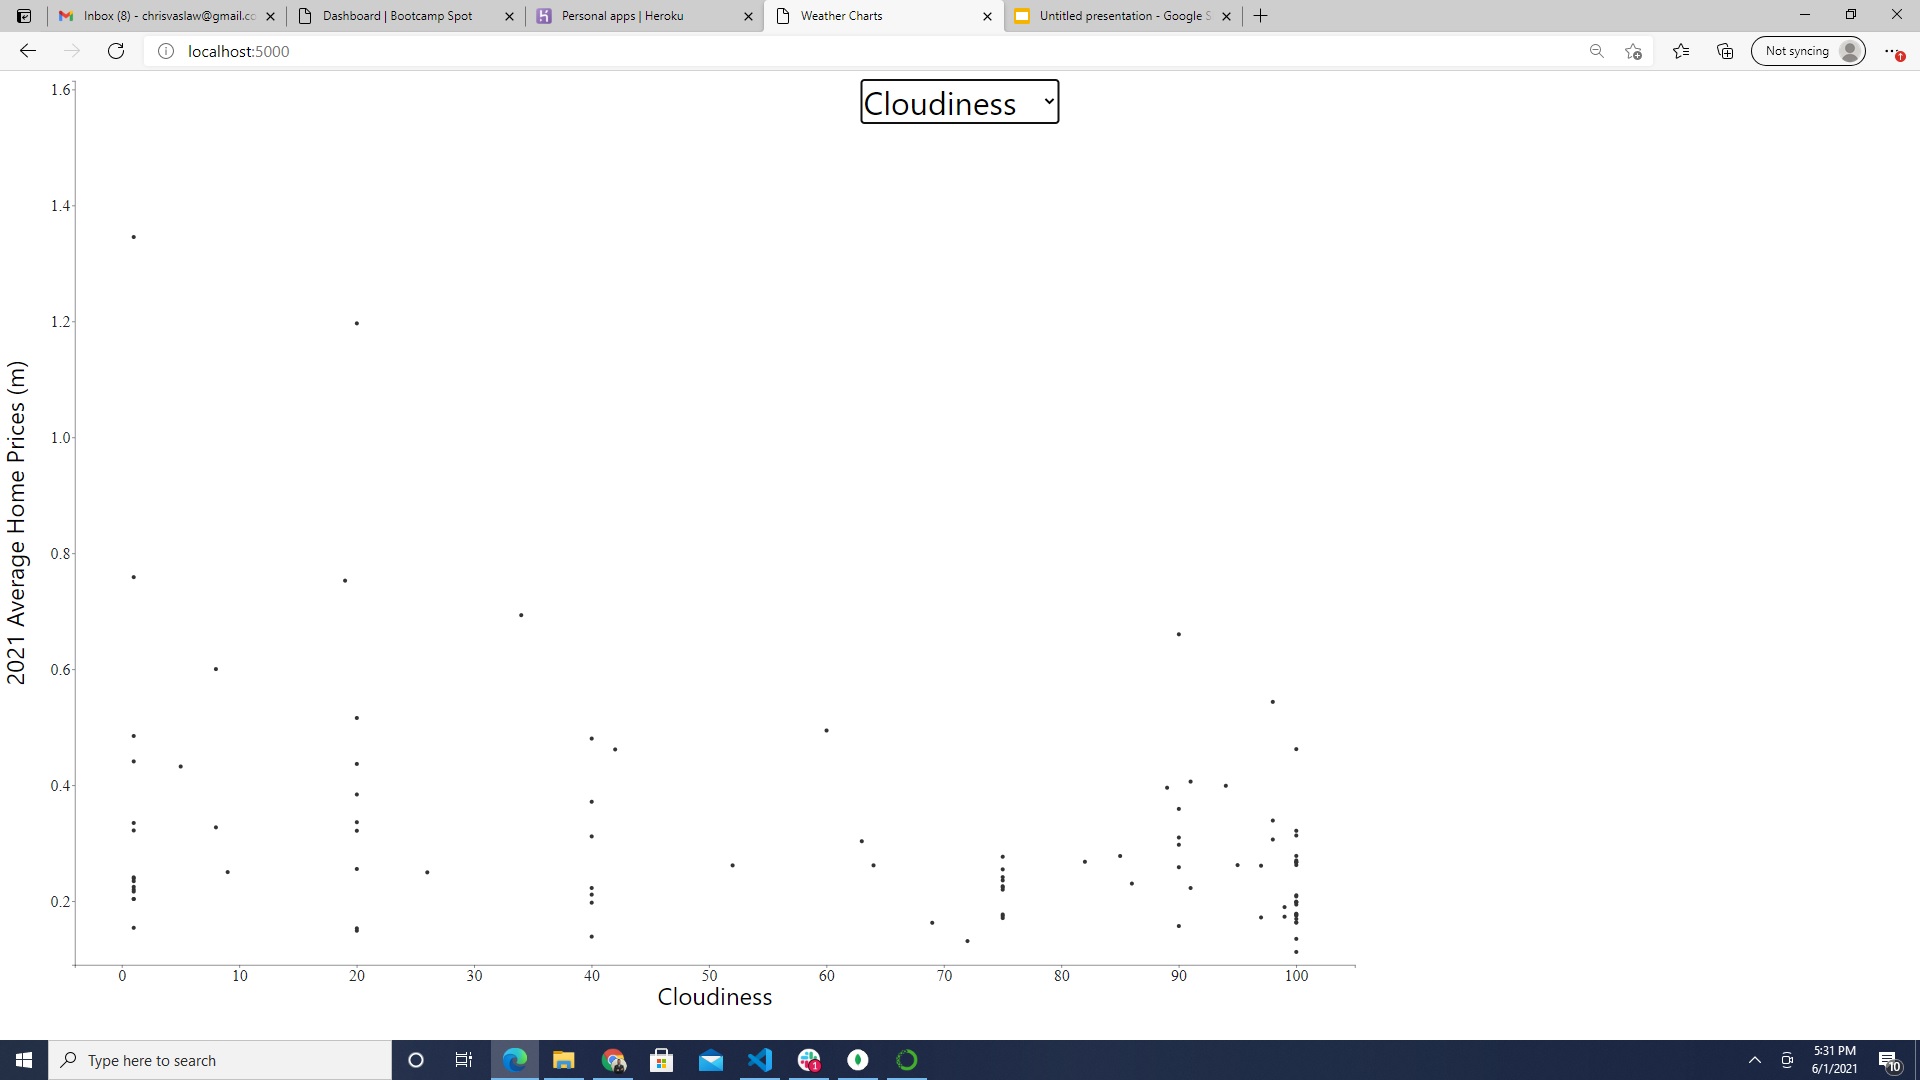 Inbox (8) - chrisvaslaw@gmail.co
Dashboard | Bootcamp Spot
Personal apps | Heroku
Weather Charts
Untitled presentation - Google S
localhost:5000
Not syncing
Cloudiness
2021 Average Home Prices (m)
1.6
1.4
1.2
1.0
0.8
0.6
0.4
0.2
0 10 20 30 40 50 60 70 80 90 100
Cloudiness
Type here to search
1
5:31 PM
6/1/2021
10